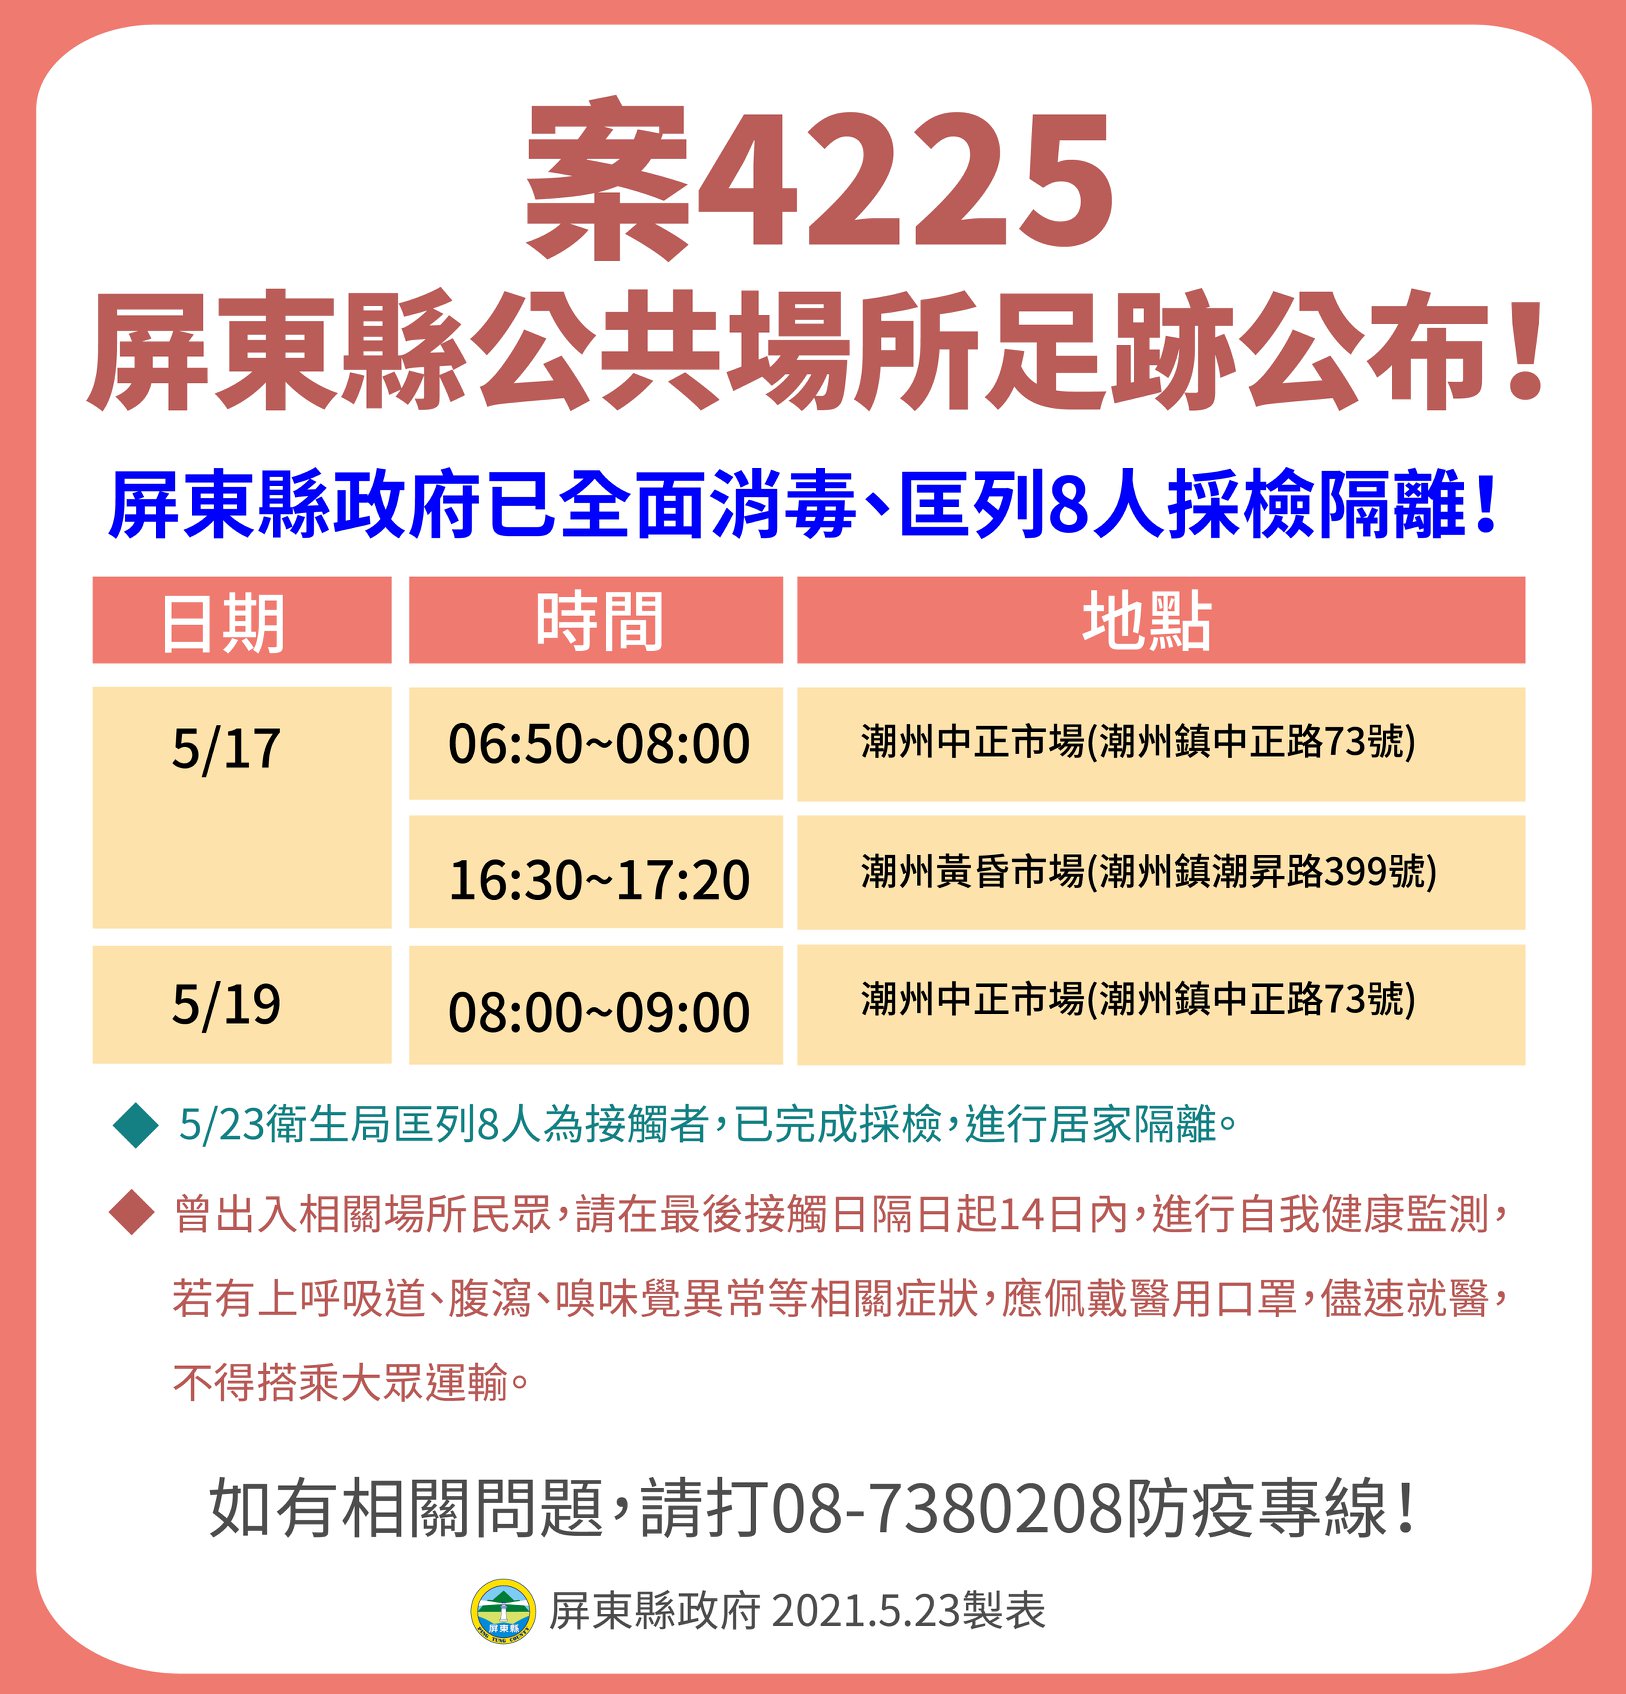 案4225
屏東縣公共場所足跡公布！
屏東縣政府已全面消毒、匡列8人採檢隔離！
日期 時間 地點
5/17 06:50~08:00 潮州中正市場(潮州鎮中正路73號)
16:30~17:20 潮州黃昏市場(潮州鎮潮昇路399號)
5/19 08:00~09:00 潮州中正市場(潮州鎮中正路73號)
◆ 5/23衛生局匡列8人為接觸者，已完成採檢，進行居家隔離。
◆ 曾出入相關場所民眾，請在最後接觸日隔日起14日內，進行自我健康監測，
若有上呼吸道、腹瀉、嗅味覺異常等相關症狀，應佩戴醫用口罩，儘速就醫，
不得搭乘大眾運輸。
如有相關問題，請打08-7380208防疫專線！
屏東縣
PING TUNG COUNTY
屏東縣政府 2021.5.23製表